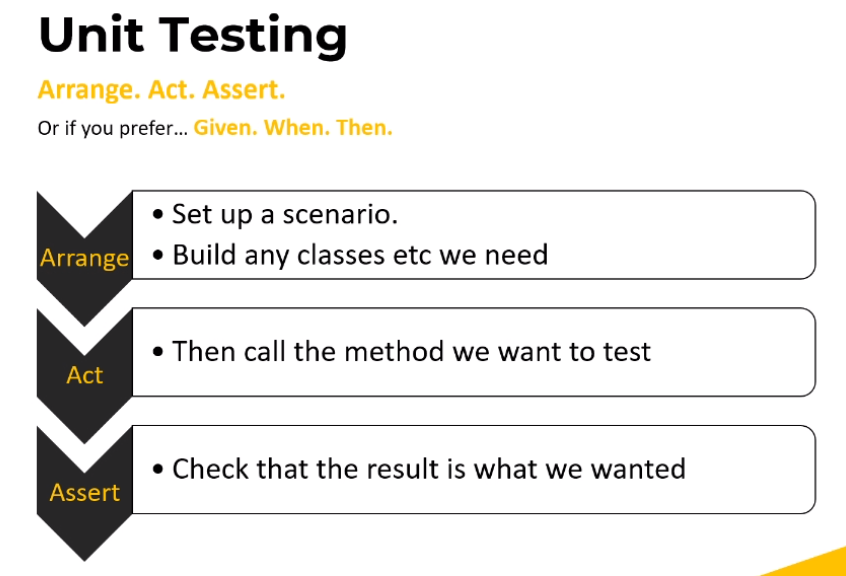 Unit Testing
Arrange. Act. Assert.
Or if you prefer... Given. When. Then.
Arrange
• Set up a scenario.
• Build any classes etc we need
Act
• Then call the method we want to test
Assert
• Check that the result is what we wanted